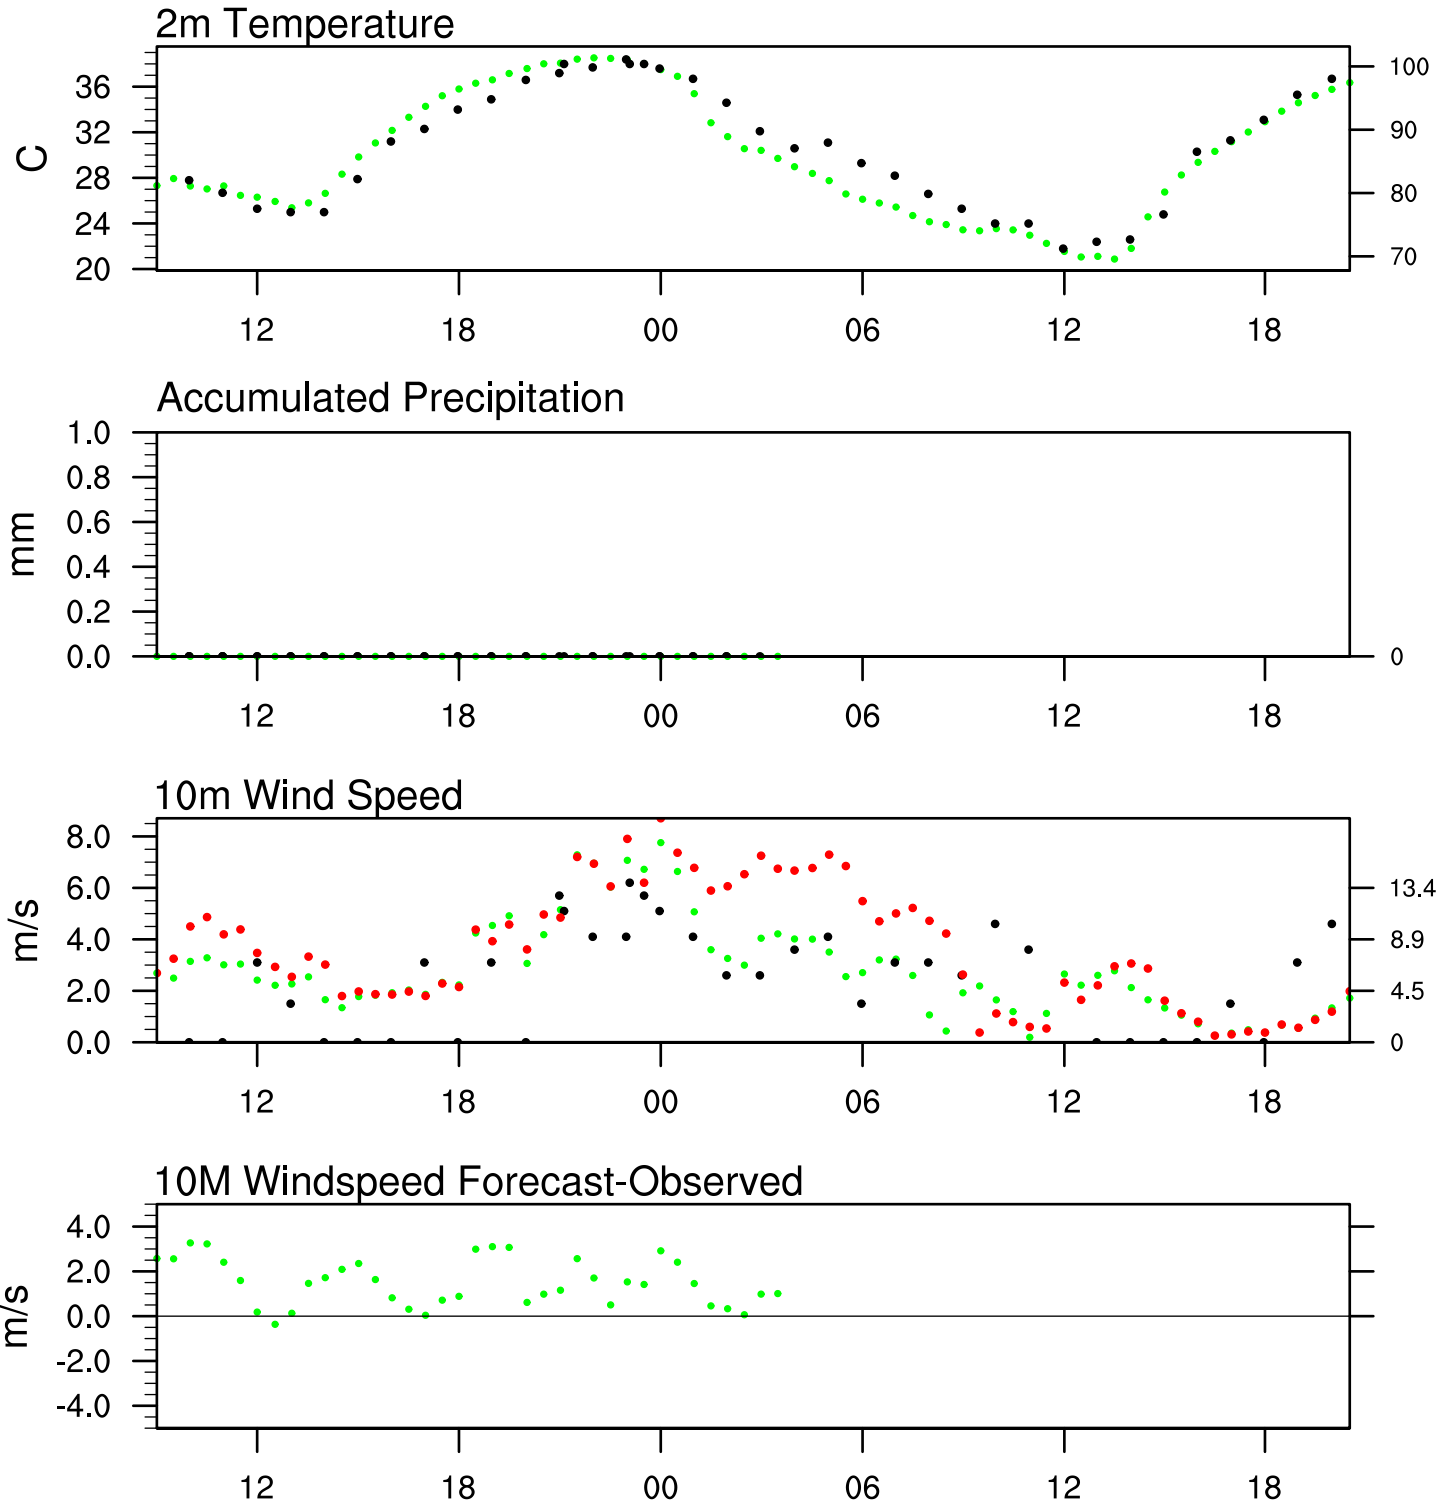 2m Temperature
C
36
32
28
24
20
100
90
80
70
12 18 00 06 12 18
Accumulated Precipitation
mm
1.0
0.8
0.6
0.4
0.2
0.0
0
12 18 00 06 12 18
10m Wind Speed
m/s
8.0
6.0
4.0
2.0
0.0
13.4
8.9
4.5
0
12 18 00 06 12 18
10M Windspeed Forecast-Observed
m/s
4.0
2.0
0.0
-2.0
-4.0
12 18 00 06 12 18